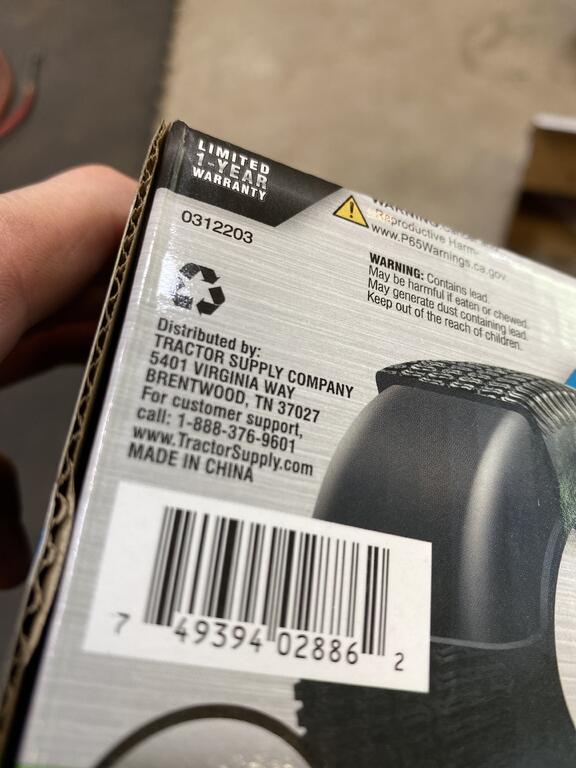 LIMITED
1-YEAR
WARRANTY
0312203
WARNING
Reproductive Harm
www.P65Warnings.ca.gov
WARNING: Contains lead.
May be harmful if eaten or chewed.
May generate dust containing lead.
Keep out of the reach of children.
Distributed by:
TRACTOR SUPPLY COMPANY
5401 VIRGINIA WAY
BRENTWOOD, TN 37027
For customer support,
call: 1-888-376-9601
www.TractorSupply.com
MADE IN CHINA
7 49394 02886 2